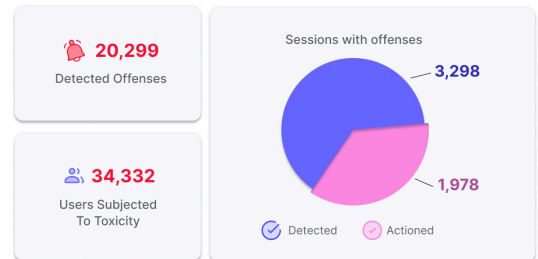 20,299
Detected Offenses
34,332
Users Subjected
To Toxicity
Sessions with offenses
3,298
1,978
Detected
Actioned